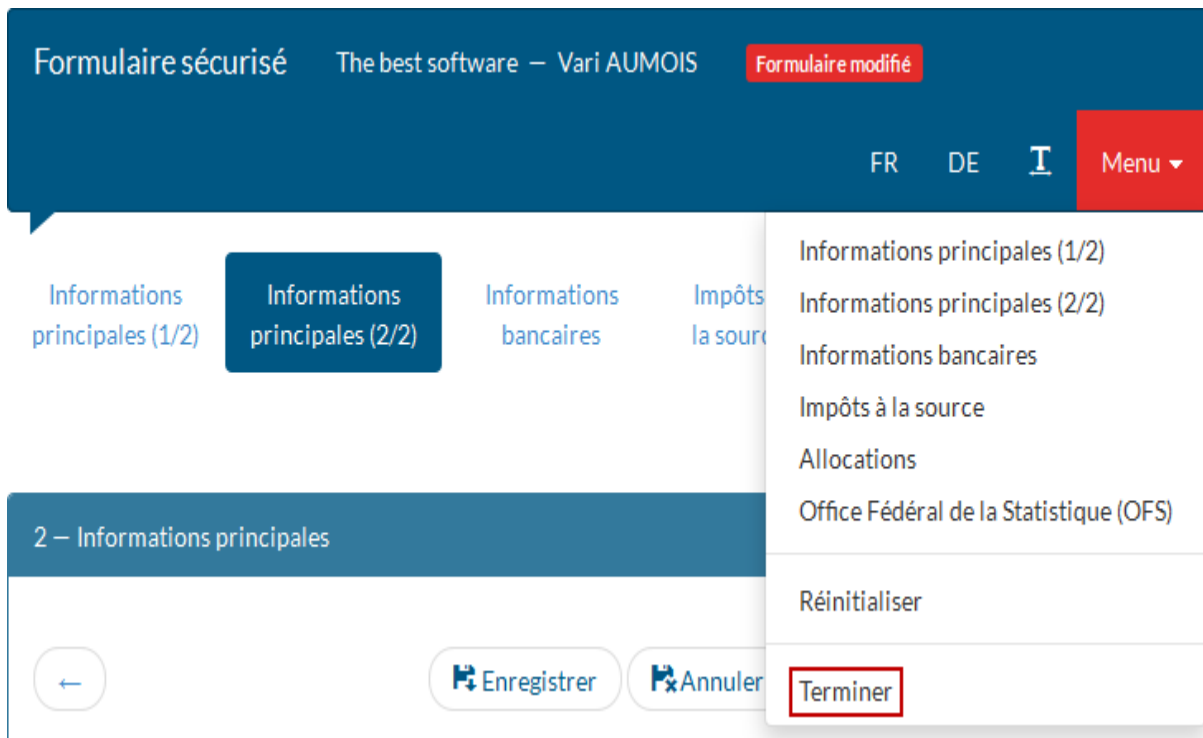 Formulaire sécurisé The best software — Vari AUMOIS Formulaire modifié
FR DE T Menu
Informations principales (1/2)
Informations principales (2/2)
Informations bancaires
Impôts à la source
Allocations
Office Fédéral de la Statistique (OFS)
Réinitialiser
Terminer
Informations
principales (1/2)
Informations
principales (2/2)
Informations
bancaires
Impôts
la sourc
2 — Informations principales
← Enregistrer Annuler